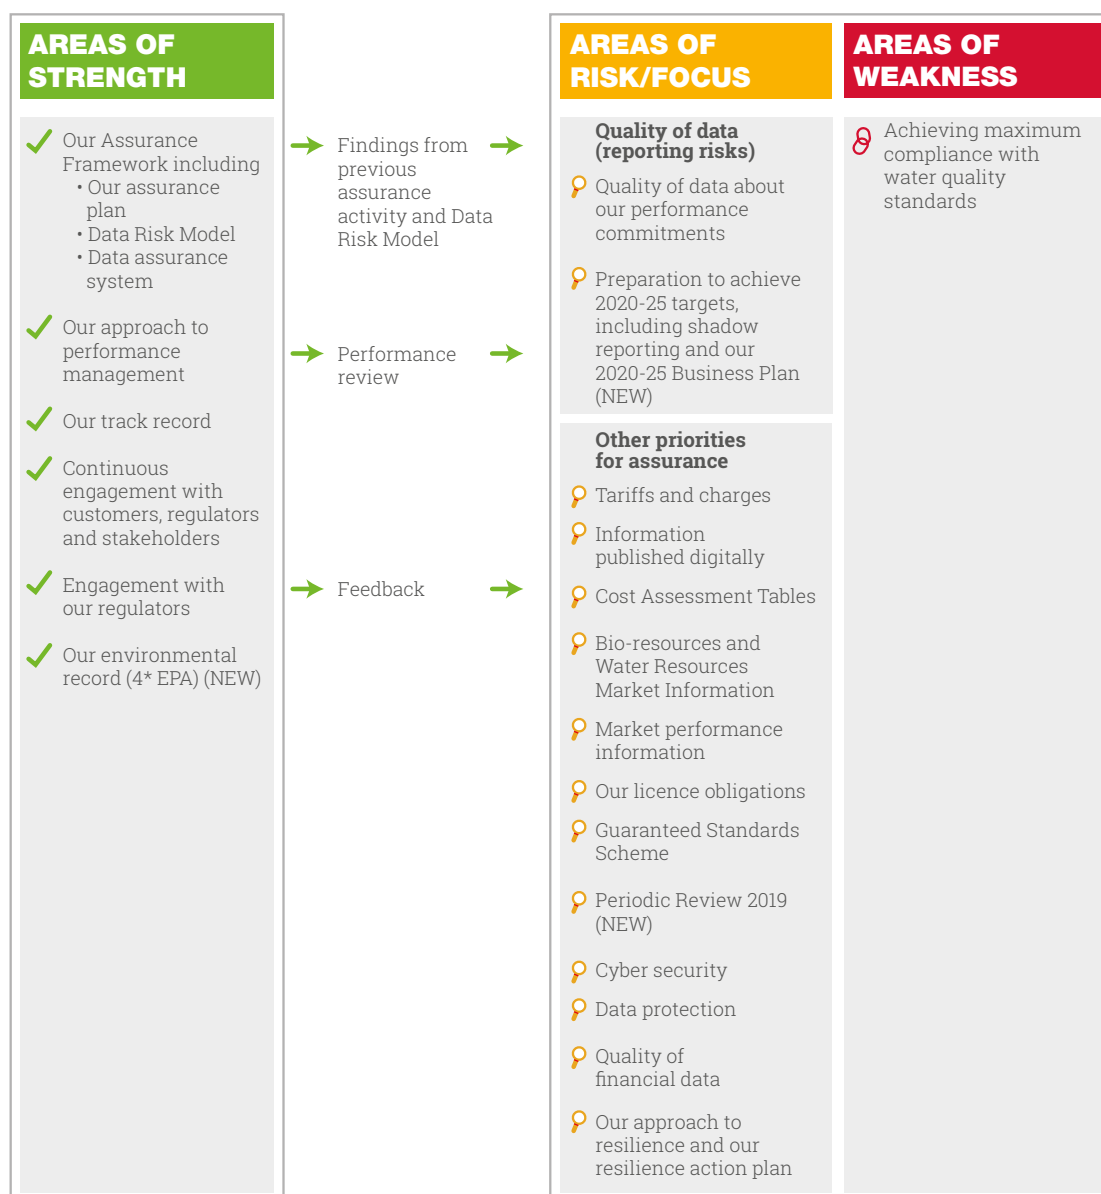 AREAS OF
STRENGTH
Our Assurance
Framework including
• Our assurance
plan
• Data Risk Model
• Data assurance
system
Our approach to
performance
management
Our track record
Continuous
engagement with
customers, regulators
and stakeholders
Engagement with
our regulators
Our environmental
record (4* EPA) (NEW)
Findings from
previous
assurance
activity and Data
Risk Model
Performance
review
Feedback
AREAS OF
RISK/FOCUS
Quality of data
(reporting risks)
Quality of data about
our performance
commitments
Preparation to achieve
2020-25 targets,
including shadow
reporting and our
2020-25 Business Plan
(NEW)
Other priorities
for assurance
Tariffs and charges
Information
published digitally
Cost Assessment Tables
Bio-resources and
Water Resources
Market Information
Market performance
information
Our licence obligations
Guaranteed Standards
Scheme
Periodic Review 2019
(NEW)
Cyber security
Data protection
Quality of
financial data
Our approach to
resilience and our
resilience action plan
AREAS OF
WEAKNESS
Achieving maximum
compliance with
water quality
standards